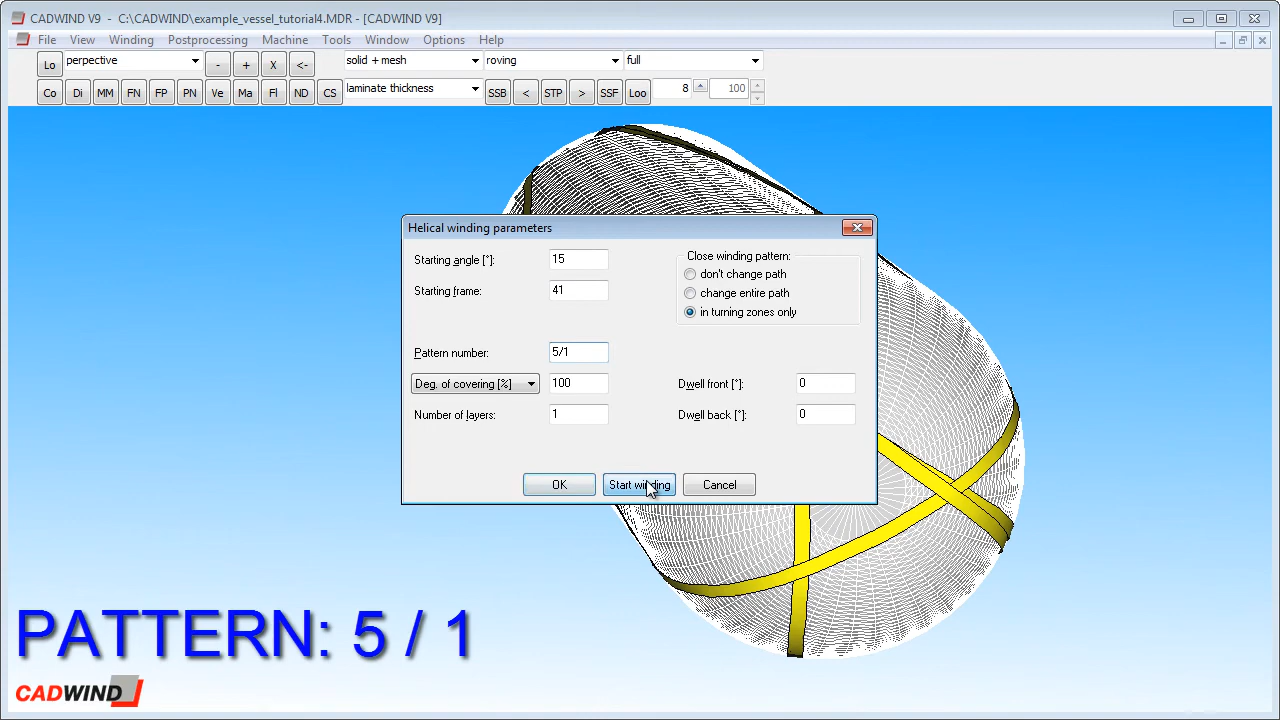 CADWIND V9 - C:\CADWIND\example_vessel_tutorial4.MDR - [CADWIND V9]
File View Winding Postprocessing Machine Tools Window Options Help
Lo perpective - + X <- solid + mesh roving full
Co Di MM FN FP PN Ve Ma Fl ND CS laminate thickness SSB < STP > SSF Loo 8 100
Helical winding parameters
Starting angle [°]: 15
Close winding pattern:
don't change path
Starting frame: 41
change entire path
in turning zones only
Pattern number: 5/1
Deg. of covering [%] 100 Dwell front [°]: 0
Number of layers: 1 Dwell back [°]: 0
OK Start winding Cancel
PATTERN: 5 / 1
CADWIND